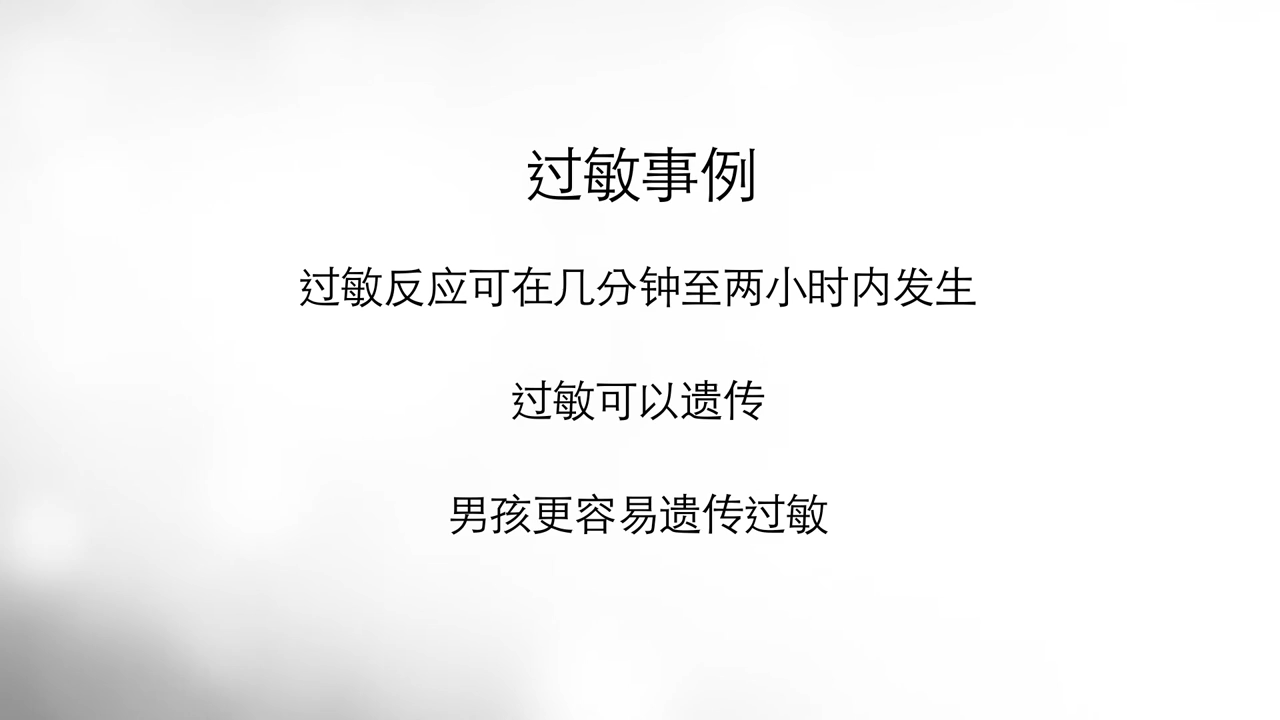 过敏事例
过敏反应可在几分钟至两小时内发生
过敏可以遗传
男孩更容易遗传过敏